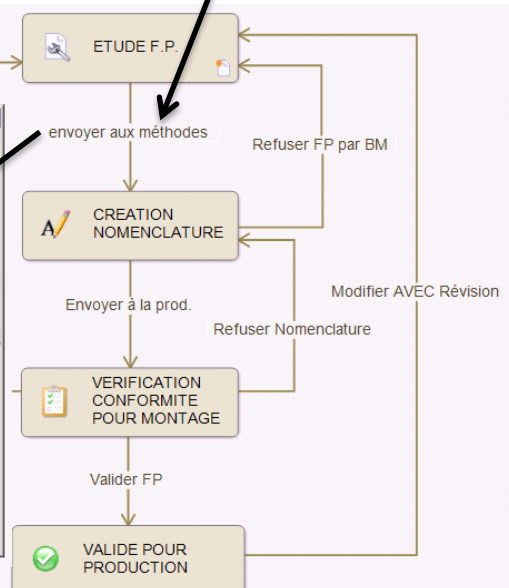 ETUDE F.P.
envoyer aux méthodes
Refuser FP par BM
CREATION
NOMENCLATURE
Modifier AVEC Révision
Envoyer à la prod.
Refuser Nomenclature
VERIFICATION
CONFORMITE
POUR MONTAGE
Valider FP
VALIDE POUR
PRODUCTION